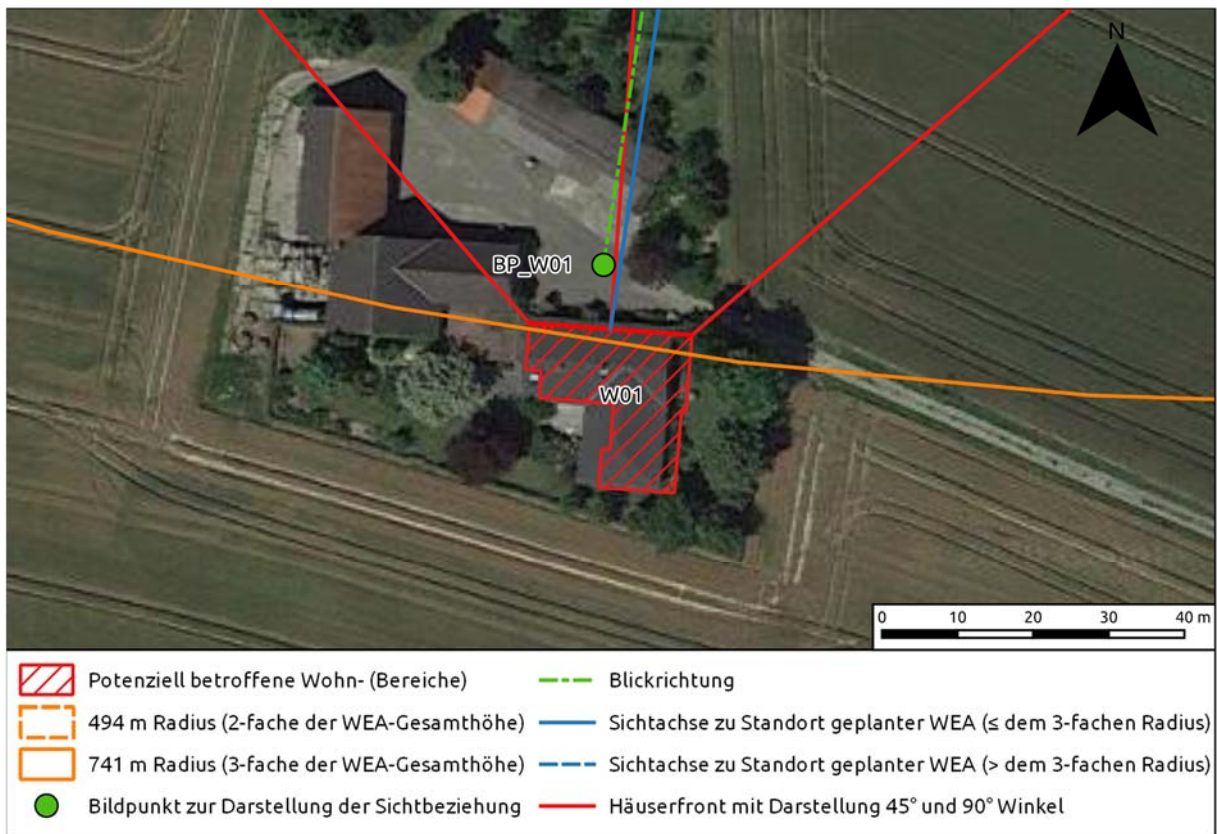 N
BP_W01
W01
0 10 20 30 40 m
Potenziell betroffene Wohn- (Bereiche)
494 m Radius (2-fache der WEA-Gesamthöhe)
741 m Radius (3-fache der WEA-Gesamthöhe)
Bildpunkt zur Darstellung der Sichtbeziehung
Blickrichtung
Sichtachse zu Standort geplanter WEA (≤ dem 3-fachen Radius)
Sichtachse zu Standort geplanter WEA (> dem 3-fachen Radius)
Häuserfront mit Darstellung 45° und 90° Winkel